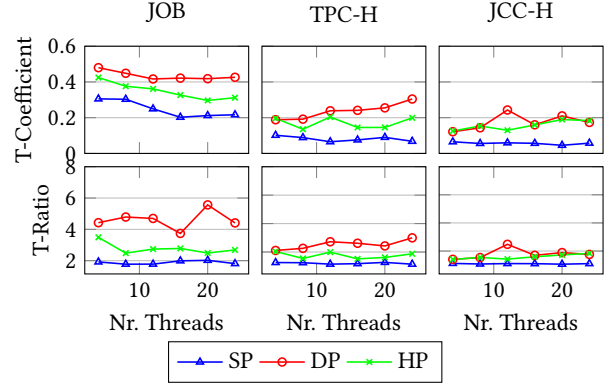 JOB TPC-H JCC-H
0.6
0.4
0.2
0
T-Coefficient
8
6
4
2
T-Ratio
10 20 10 20 10 20
Nr. Threads Nr. Threads Nr. Threads
SP DP HP